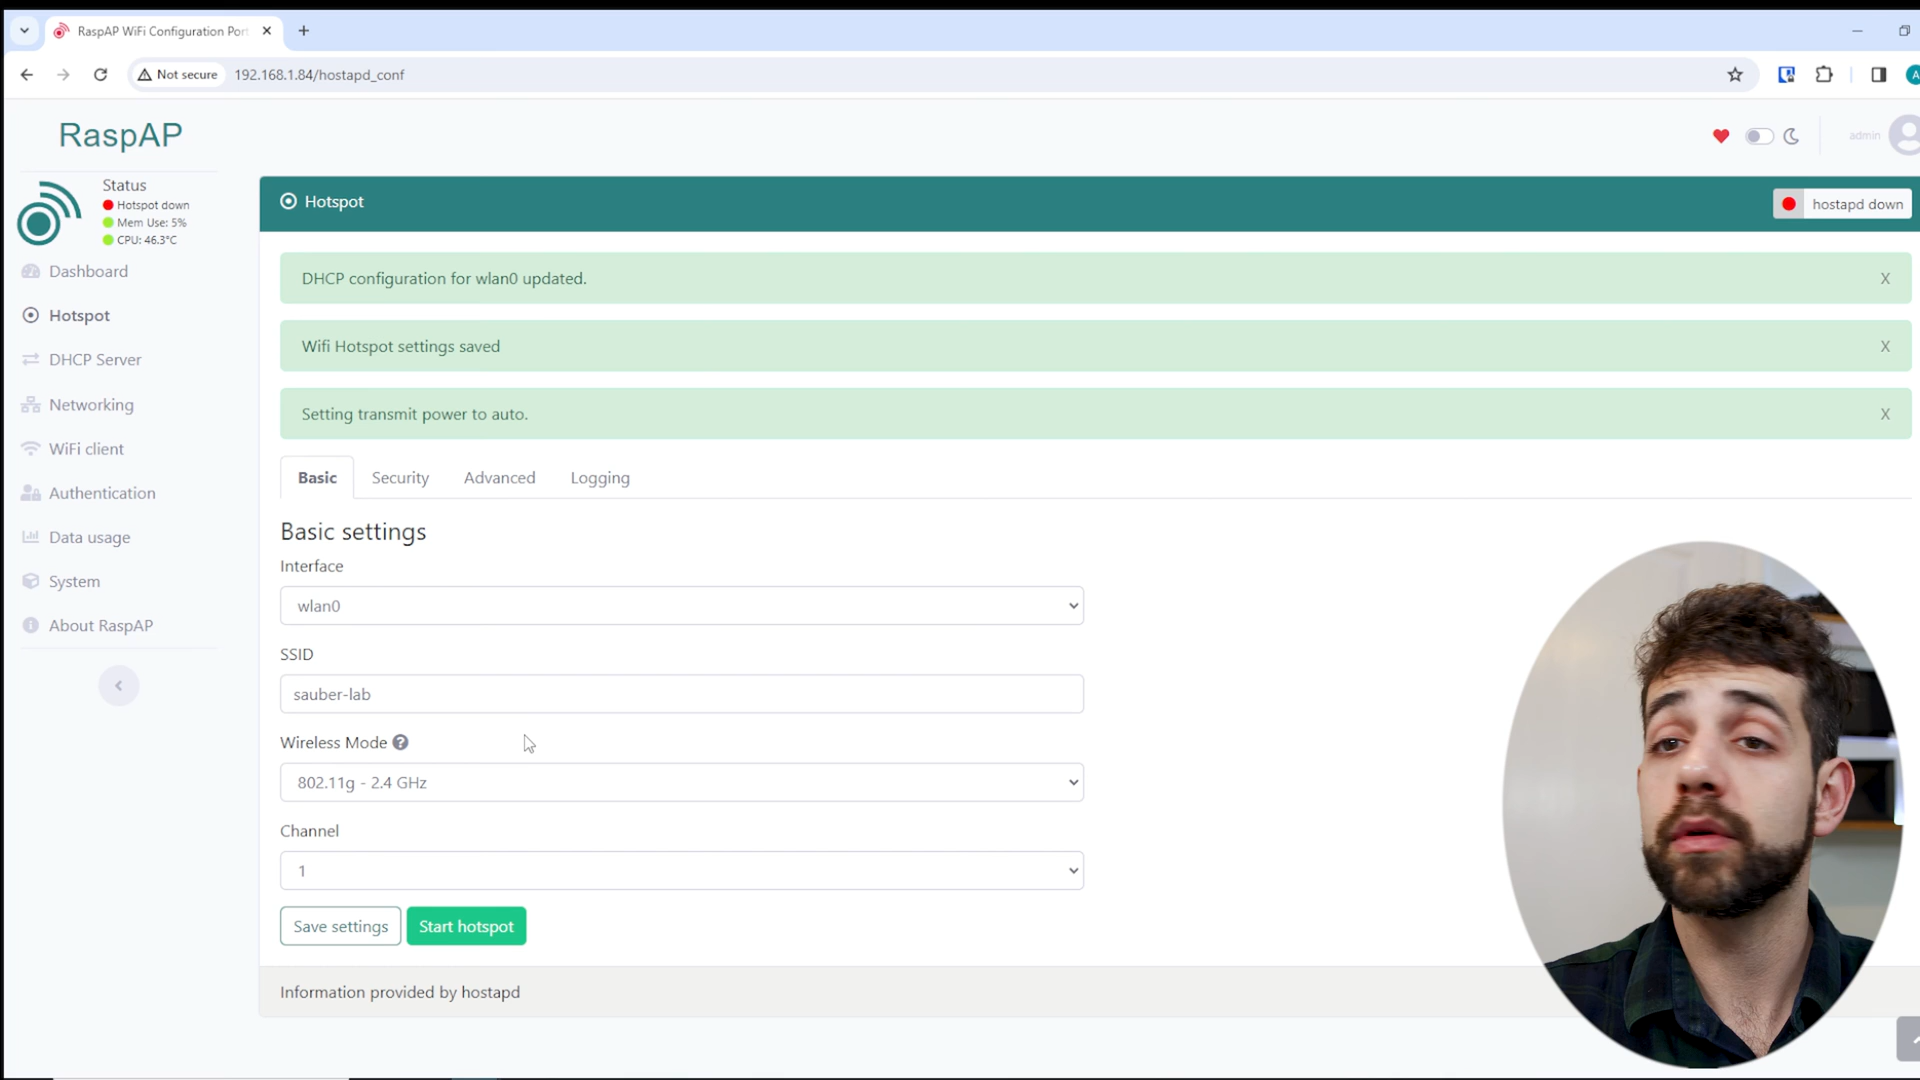 RaspAP WiFi Configuration Por
Not secure
192.168.1.84/hostapd_conf
A
RaspAP
admin
Status
Hotspot down
Mem Use: 5%
CPU: 46.3°C
Dashboard
Hotspot
DHCP Server
Networking
WiFi client
Authentication
Data usage
System
About RaspAP
Hotspot
hostapd down
DHCP configuration for wlan0 updated.
X
Wifi Hotspot settings saved
X
Setting transmit power to auto.
X
Basic
Security
Advanced
Logging
Basic settings
Interface
wlan0
SSID
sauber-lab
Wireless Mode
802.11g - 2.4 GHz
Channel
1
Save settings
Start hotspot
Information provided by hostapd